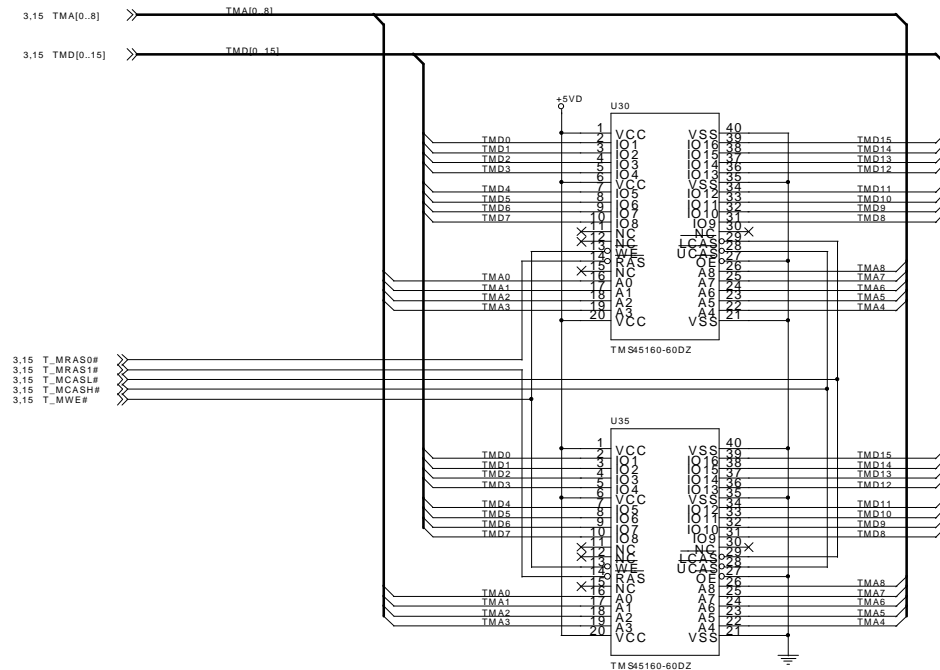 3,15 TMA[0..8] TMA[0..8]
3,15 TMD[0..15] TMD[0..15]
+5VD
U30
1 VCC VSS 40
TMD0 2 IO1 IO16 39 TMD15
TMD1 3 IO2 IO15 38 TMD14
TMD2 4 IO3 IO14 37 TMD13
TMD3 5 IO4 IO13 36 TMD12
6 VCC VSS 35
TMD4 7 IO5 IO12 34 TMD11
TMD5 8 IO6 IO11 33 TMD10
TMD6 9 IO7 IO10 32 TMD9
TMD7 10 IO8 IO9 31 TMD8
11 NC NC 30
12 NC LCAS 29
13 WE UCAS 28
14 RAS OE 27
15 NC A8 26 TMA8
TMA0 16 A0 A7 25 TMA7
TMA1 17 A1 A6 24 TMA6
TMA2 18 A2 A5 23 TMA5
TMA3 19 A3 A4 22 TMA4
20 VCC VSS 21
TMS45160-60DZ
3,15 T_MRAS0#
3,15 T_MRAS1#
3,15 T_MCASL#
3,15 T_MCASH#
3,15 T_MWE#
U35
1 VCC VSS 40
TMD0 2 IO1 IO16 39 TMD15
TMD1 3 IO2 IO15 38 TMD14
TMD2 4 IO3 IO14 37 TMD13
TMD3 5 IO4 IO13 36 TMD12
6 VCC VSS 35
TMD4 7 IO5 IO12 34 TMD11
TMD5 8 IO6 IO11 33 TMD10
TMD6 9 IO7 IO10 32 TMD9
TMD7 10 IO8 IO9 31 TMD8
11 NC NC 30
12 NC LCAS 29
13 WE UCAS 28
14 RAS OE 27
15 NC A8 26 TMA8
TMA0 16 A0 A7 25 TMA7
TMA1 17 A1 A6 24 TMA6
TMA2 18 A2 A5 23 TMA5
TMA3 19 A3 A4 22 TMA4
20 VCC VSS 21
TMS45160-60DZ